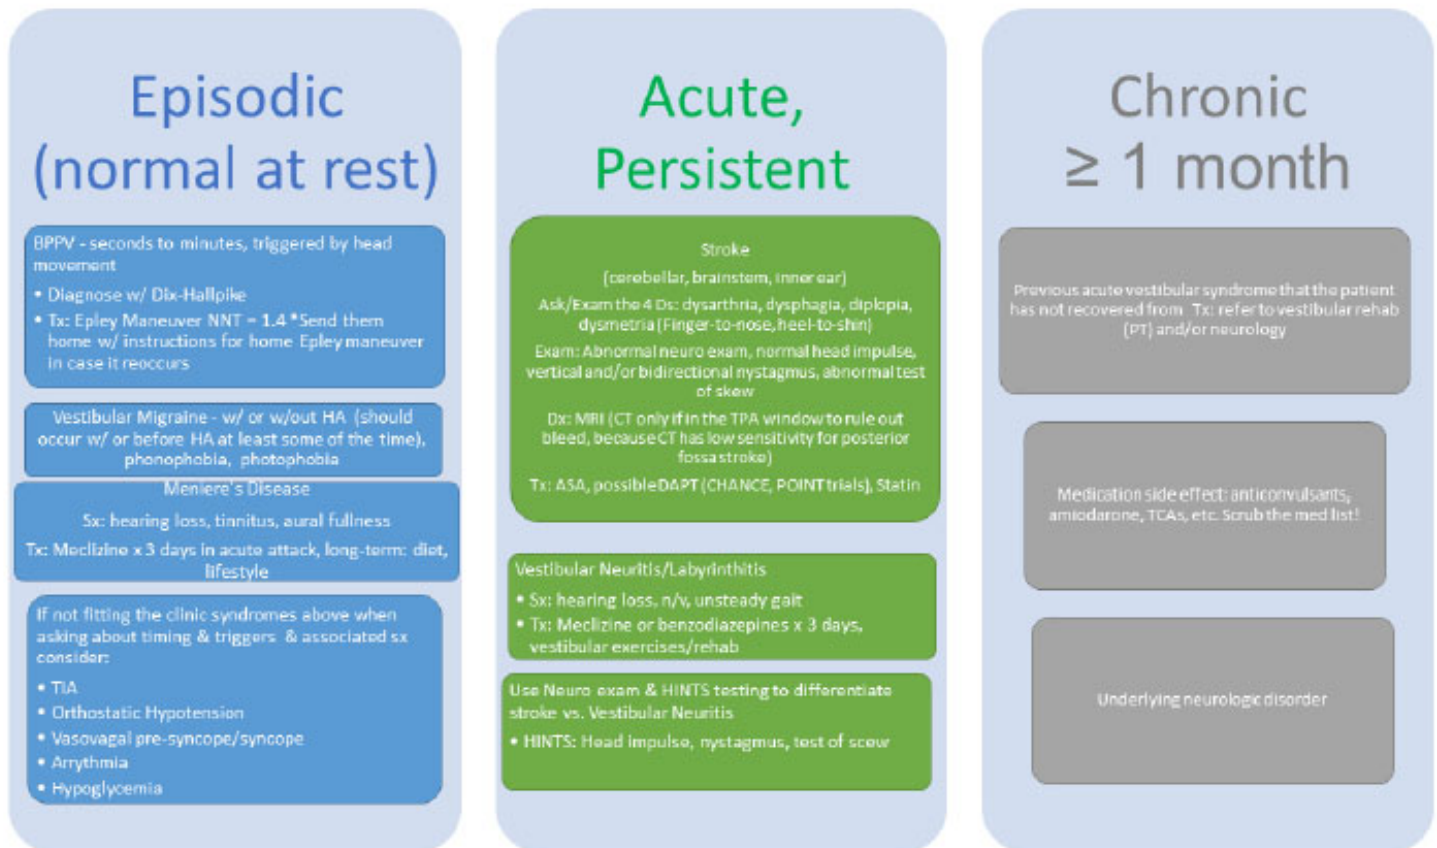 Episodic
(normal at rest)
BPPV - seconds to minutes, triggered by head
movement
• Diagnose w/ Dix-Hallpike
• Tx: Epley Maneuver NNT = 1.4 *Send them
home w/ instructions for home Epley maneuver
in case it reoccurs
Vestibular Migraine - w/ or w/out HA (should
occur w/ or before HA at least some of the time),
phonophobia, photophobia
Meniere's Disease
Sx: hearing loss, tinnitus, aural fullness
Tx: Meclizine x 3 days in acute attack, long-term: diet,
lifestyle
If not fitting the clinic syndromes above when
asking about timing & triggers & associated sx
consider:
• TIA
• Orthostatic Hypotension
• Vasovagal pre-syncope/syncope
• Arrythmia
• Hypoglycemia
Acute,
Persistent
Stroke
(cerebellar, brainstem, inner ear)
Ask/Exam the 4 Ds: dysarthria, dysphagia, diplopia,
dysmetria (Finger-to-nose, heel-to-shin)
Exam: Abnormal neuro exam, normal head impulse,
vertical and/or bidirectional nystagmus, abnormal test
of skew
Dx: MRI (CT only if in the TPA window to rule out
bleed, because CT has low sensitivity for posterior
fossa stroke)
Tx: ASA, possible DAPT (CHANCE, POINT trials), Statin
Vestibular Neuritis/Labyrinthitis
• Sx: hearing loss, n/v, unsteady gait
• Tx: Meclizine or benzodiazepines x 3 days,
vestibular exercises/rehab
Use Neuro exam & HINTS testing to differentiate
stroke vs. Vestibular Neuritis
• HINTS: Head impulse, nystagmus, test of scew
Chronic
≥ 1 month
Previous acute vestibular syndrome that the patient
has not recovered from Tx: refer to vestibular rehab
(PT) and/or neurology
Medication side effect: anticonvulsants,
amiodarone, TCAs, etc. Scrub the med list!
Underlying neurologic disorder